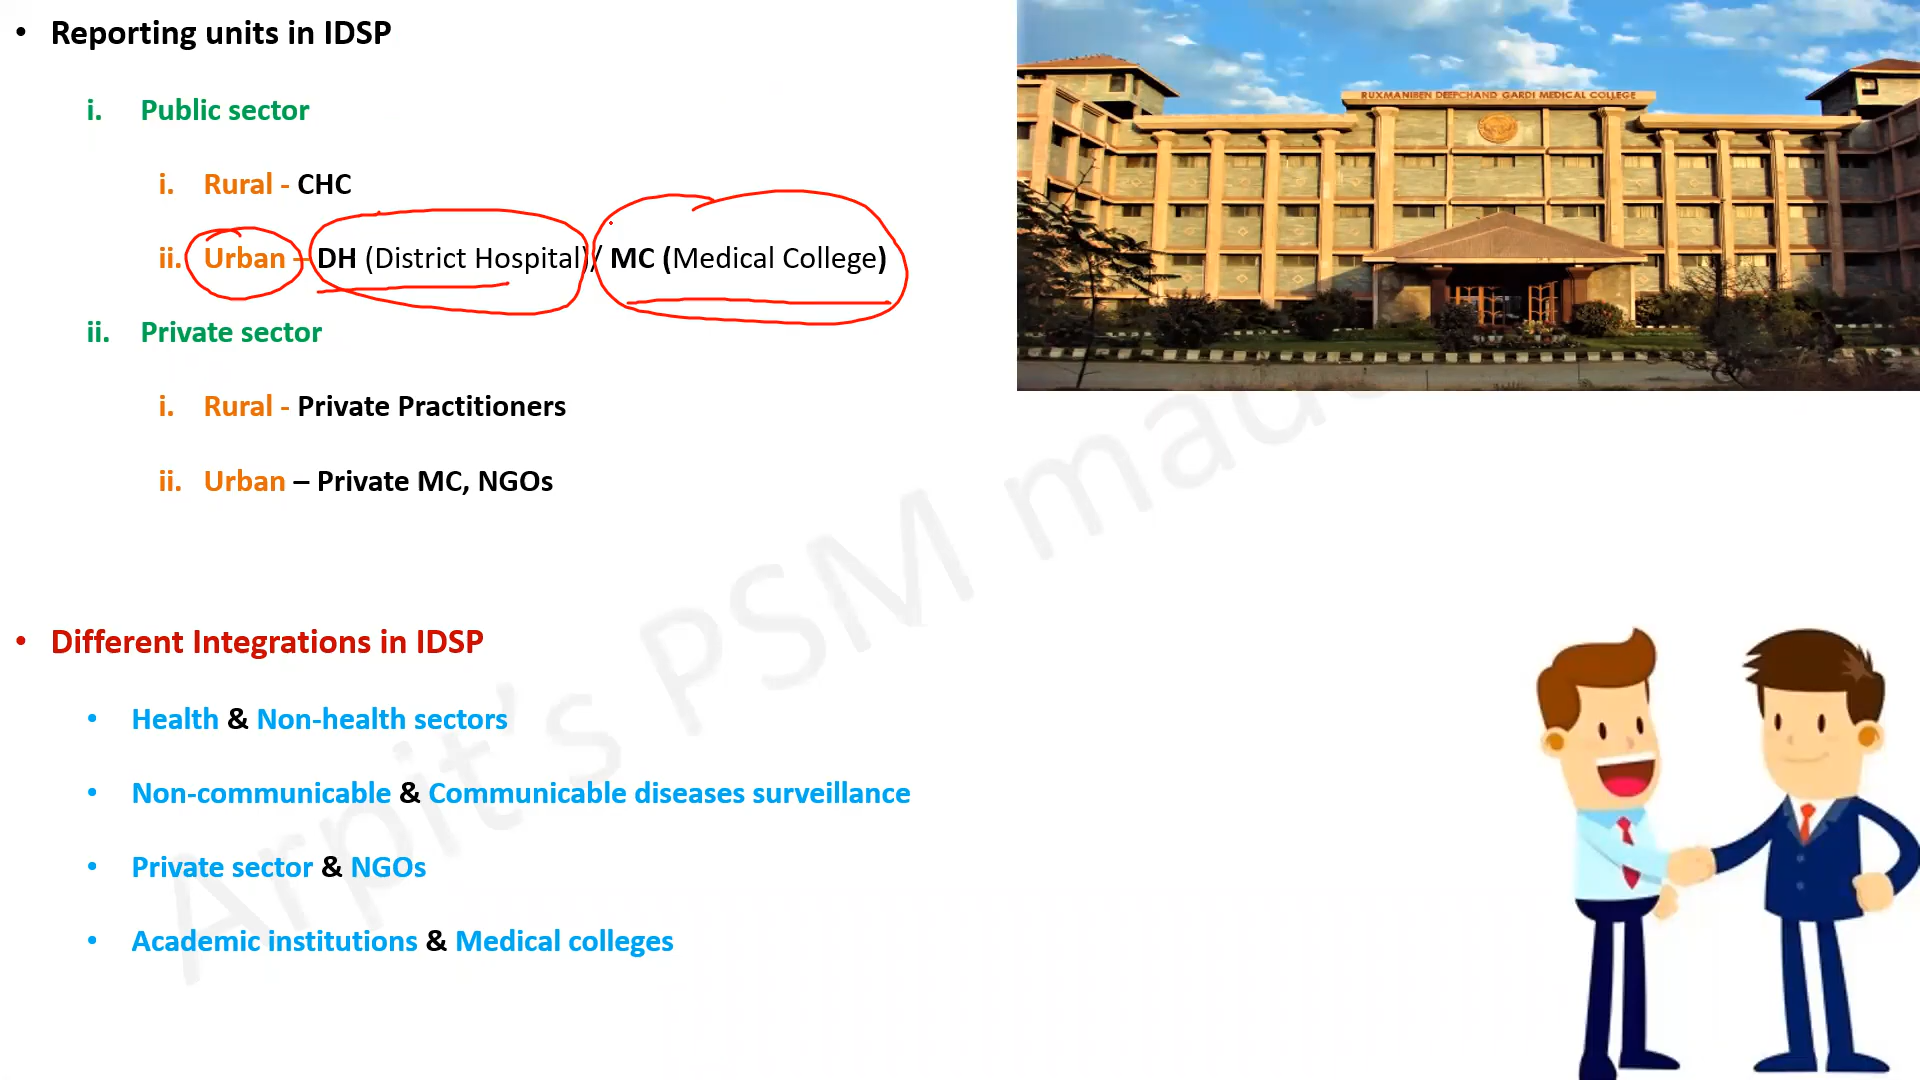 • Reporting units in IDSP
i. Public sector
i. Rural - CHC
ii. Urban – DH (District Hospital)/ MC (Medical College)
ii. Private sector
i. Rural - Private Practitioners
ii. Urban – Private MC, NGOs
RUXMANIBEN DEEPCHAND GARDI MEDICAL COLLEGE
• Different Integrations in IDSP
• Health & Non-health sectors
• Non-communicable & Communicable diseases surveillance
• Private sector & NGOs
• Academic institutions & Medical colleges
Arpit's PSM made